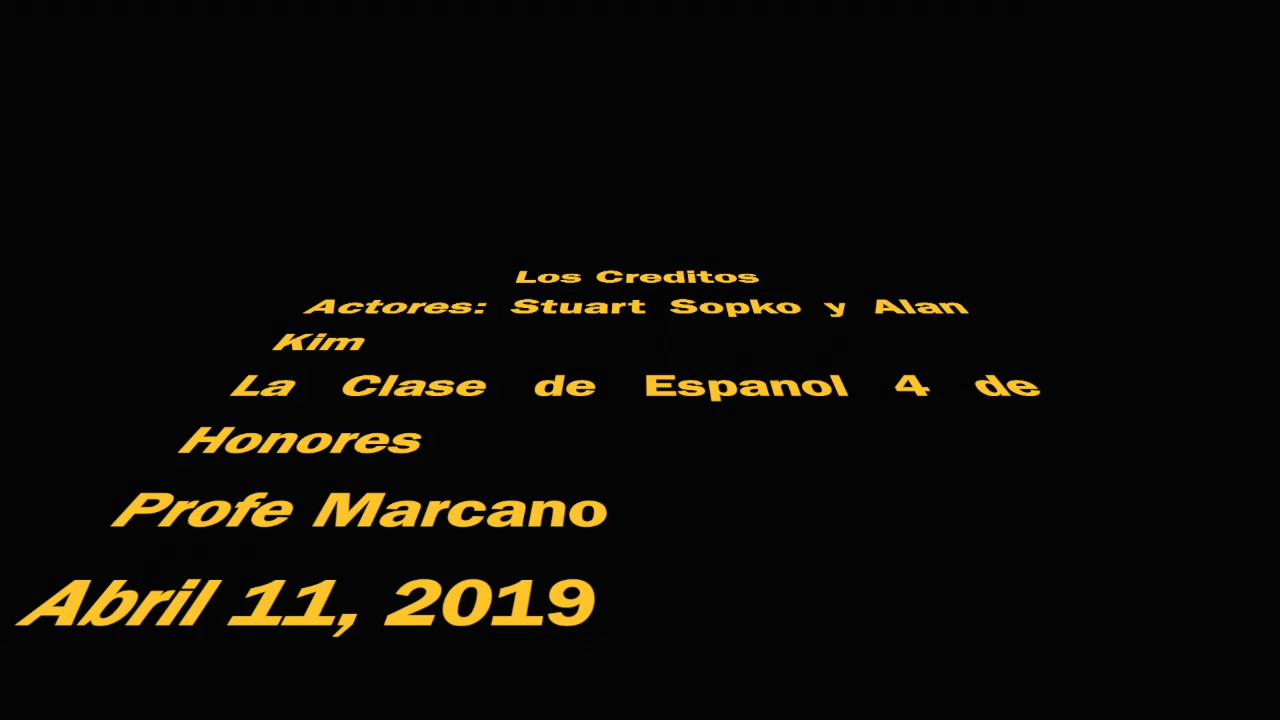 Los Creditos
Actores: Stuart Sopko y Alan
Kim
La Clase de Espanol 4 de
Honores
Profe Marcano
Abril 11, 2019